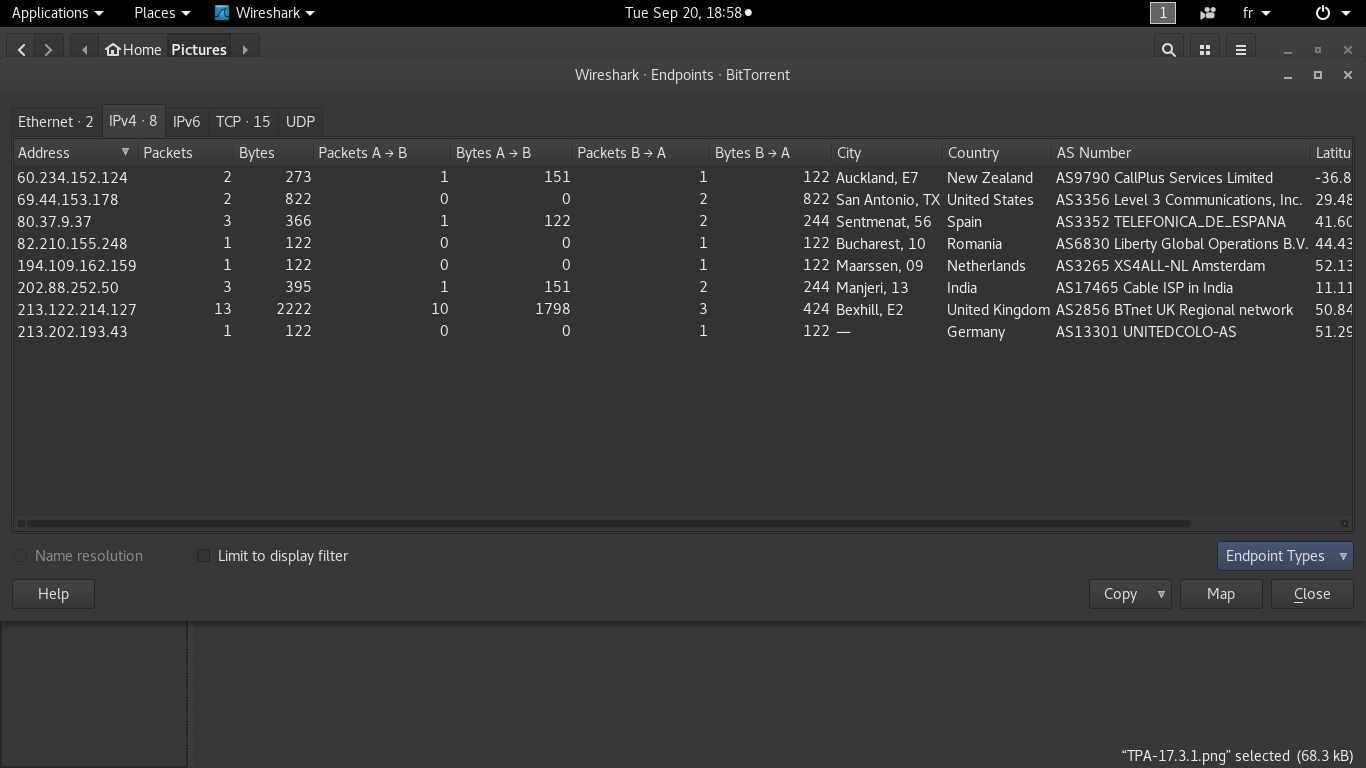 Applications Places Wireshark Tue Sep 20, 18:58 1 fr
Home Pictures
Wireshark · Endpoints · BitTorrent
Ethernet · 2 IPv4 · 8 IPv6 TCP · 15 UDP
Address Packets Bytes Packets A → B Bytes A → B Packets B → A Bytes B → A City Country AS Number Latitu
60.234.152.124 2 273 1 151 1 122 Auckland, E7 New Zealand AS9790 CallPlus Services Limited -36.8
69.44.153.178 2 822 0 0 2 822 San Antonio, TX United States AS3356 Level 3 Communications, Inc. 29.48
80.37.9.37 3 366 1 122 2 244 Sentmenat, 56 Spain AS3352 TELEFONICA_DE_ESPANA 41.60
82.210.155.248 1 122 0 0 1 122 Bucharest, 10 Romania AS6830 Liberty Global Operations B.V. 44.43
194.109.162.159 1 122 0 0 1 122 Maarssen, 09 Netherlands AS3265 XS4ALL-NL Amsterdam 52.13
202.88.252.50 3 395 1 151 2 244 Manjeri, 13 India AS17465 Cable ISP in India 11.11
213.122.214.127 13 2222 10 1798 3 424 Bexhill, E2 United Kingdom AS2856 BTnet UK Regional network 50.84
213.202.193.43 1 122 0 0 1 122 — Germany AS13301 UNITEDCOLO-AS 51.29
Name resolution Limit to display filter Endpoint Types
Help Copy Map Close
“TPA-17.3.1.png” selected (68.3 kB)